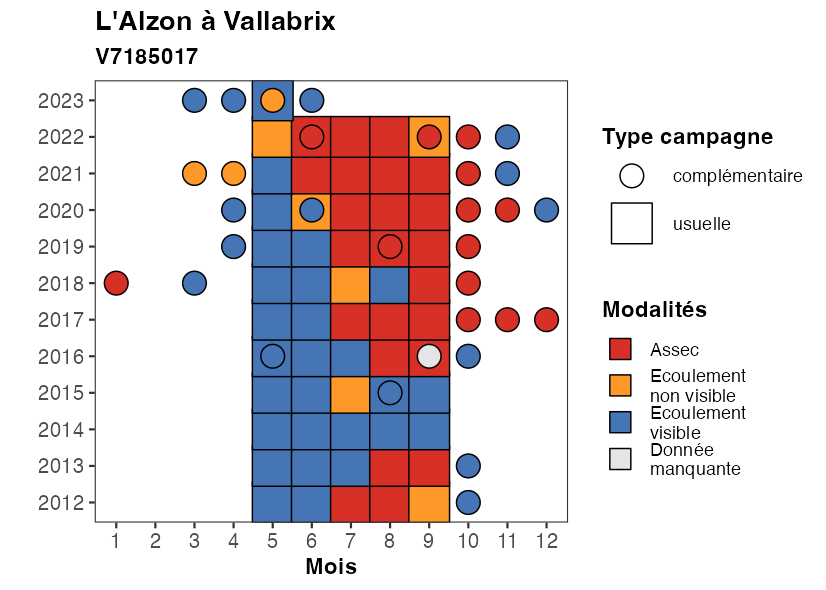 L'Alzon à Vallabrix
V7185017
2023
2022
2021
2020
2019
2018
2017
2016
2015
2014
2013
2012
1 2 3 4 5 6 7 8 9 10 11 12
Mois
Type campagne
complémentaire
usuelle
Modalités
Assec
Ecoulement
non visible
Ecoulement
visible
Donnée
manquante